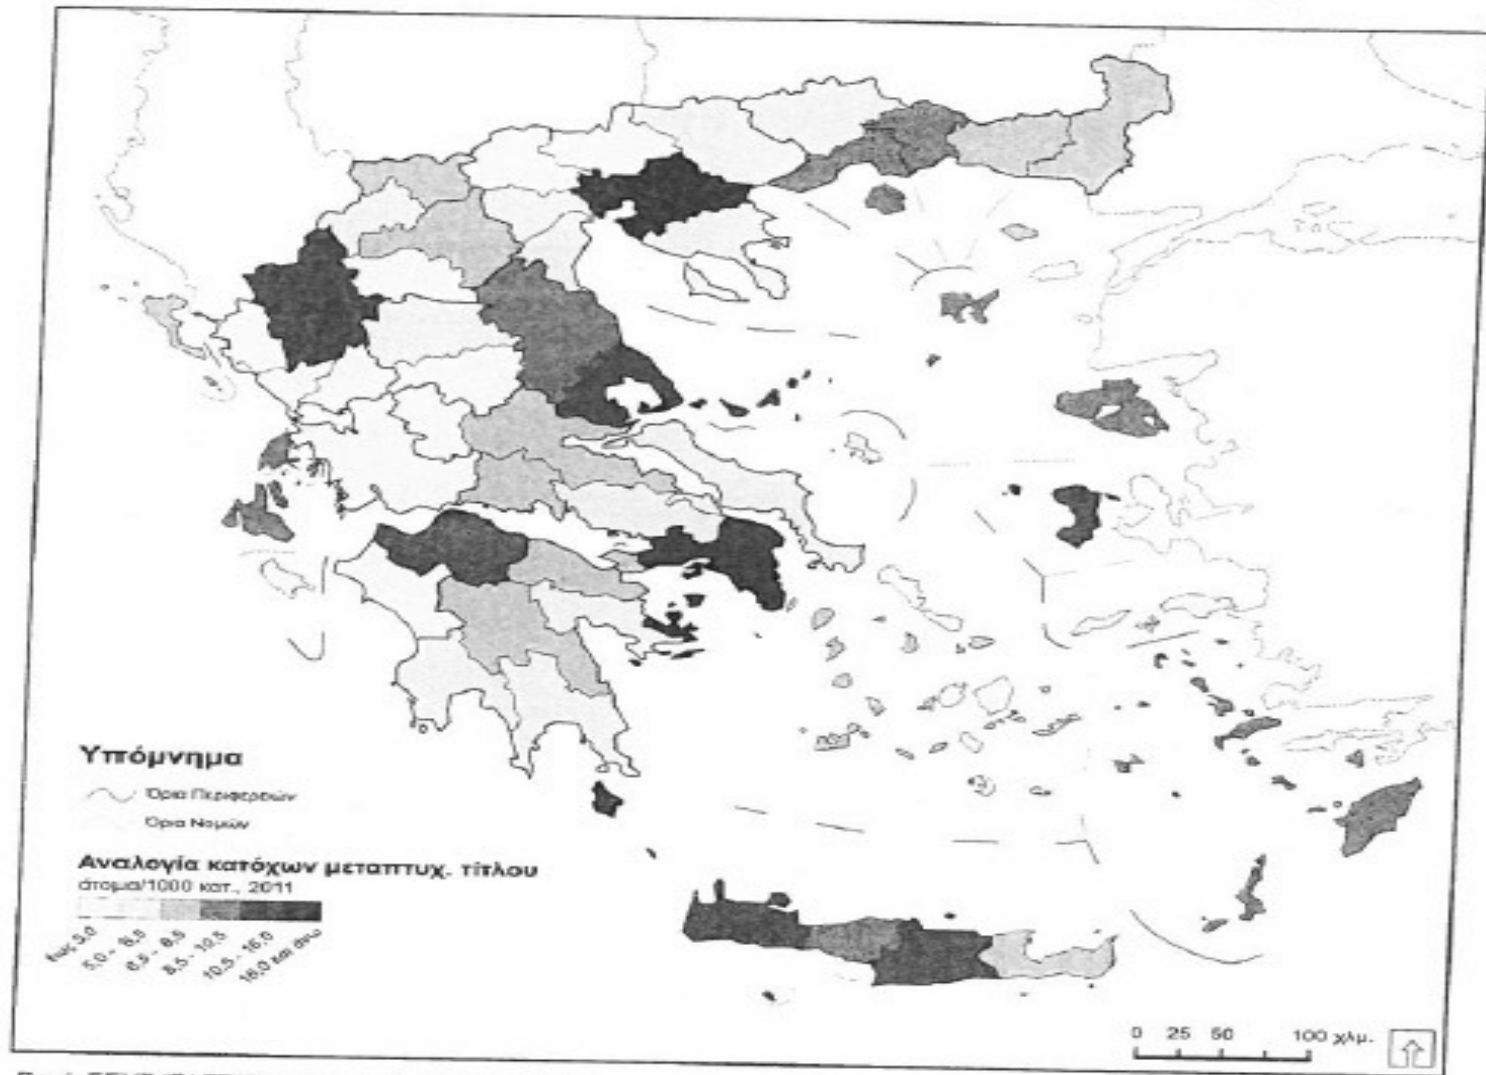 Υπόμνημα
Όρια Περιφερειών
Όρια Νομών
Αναλογία κατόχων μεταπτυχ. τίτλου
άτομα/1000 κατ., 2011
έως 5,0
5,0 - 6,5
6,5 - 8,5
8,5 - 10,5
10,5 - 16,0
16,0 και άνω
0 25 50 100 χλμ.